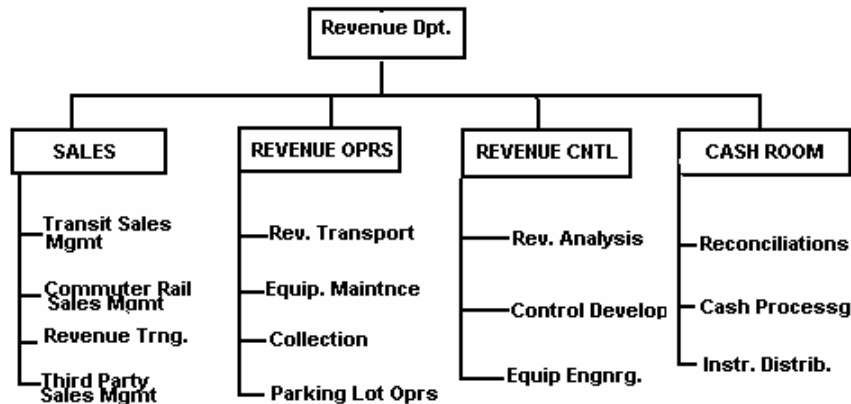 Revenue Dpt.
SALES
REVENUE OPRS
REVENUE CNTL
CASH ROOM
Transit Sales
Mgmt
Commuter Rail
Sales Mgmt
Revenue Trng.
Third Party
Sales Mgmt
Rev. Transport
Equip. Maintnce
Collection
Parking Lot Oprs
Rev. Analysis
Control Develop
Equip Engnrg.
Reconciliations
Cash Processg
Instr. Distrib.